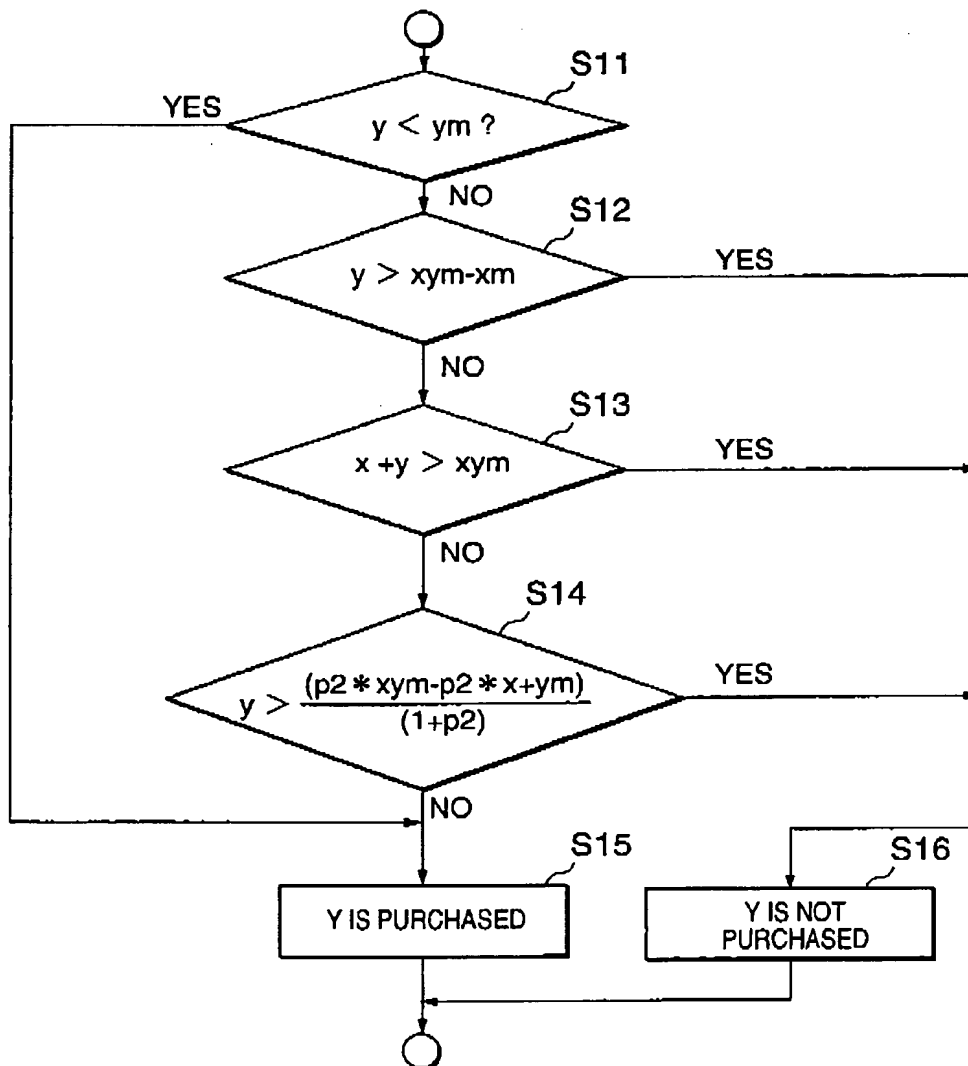 S11
YES
y < ym ?
NO
S12
y > xym-xm
YES
NO
S13
x +y > xym
YES
NO
S14
y > (p2 * xym-p2 * x+ym)
(1+p2)
YES
NO
S15
Y IS PURCHASED
S16
Y IS NOT
PURCHASED